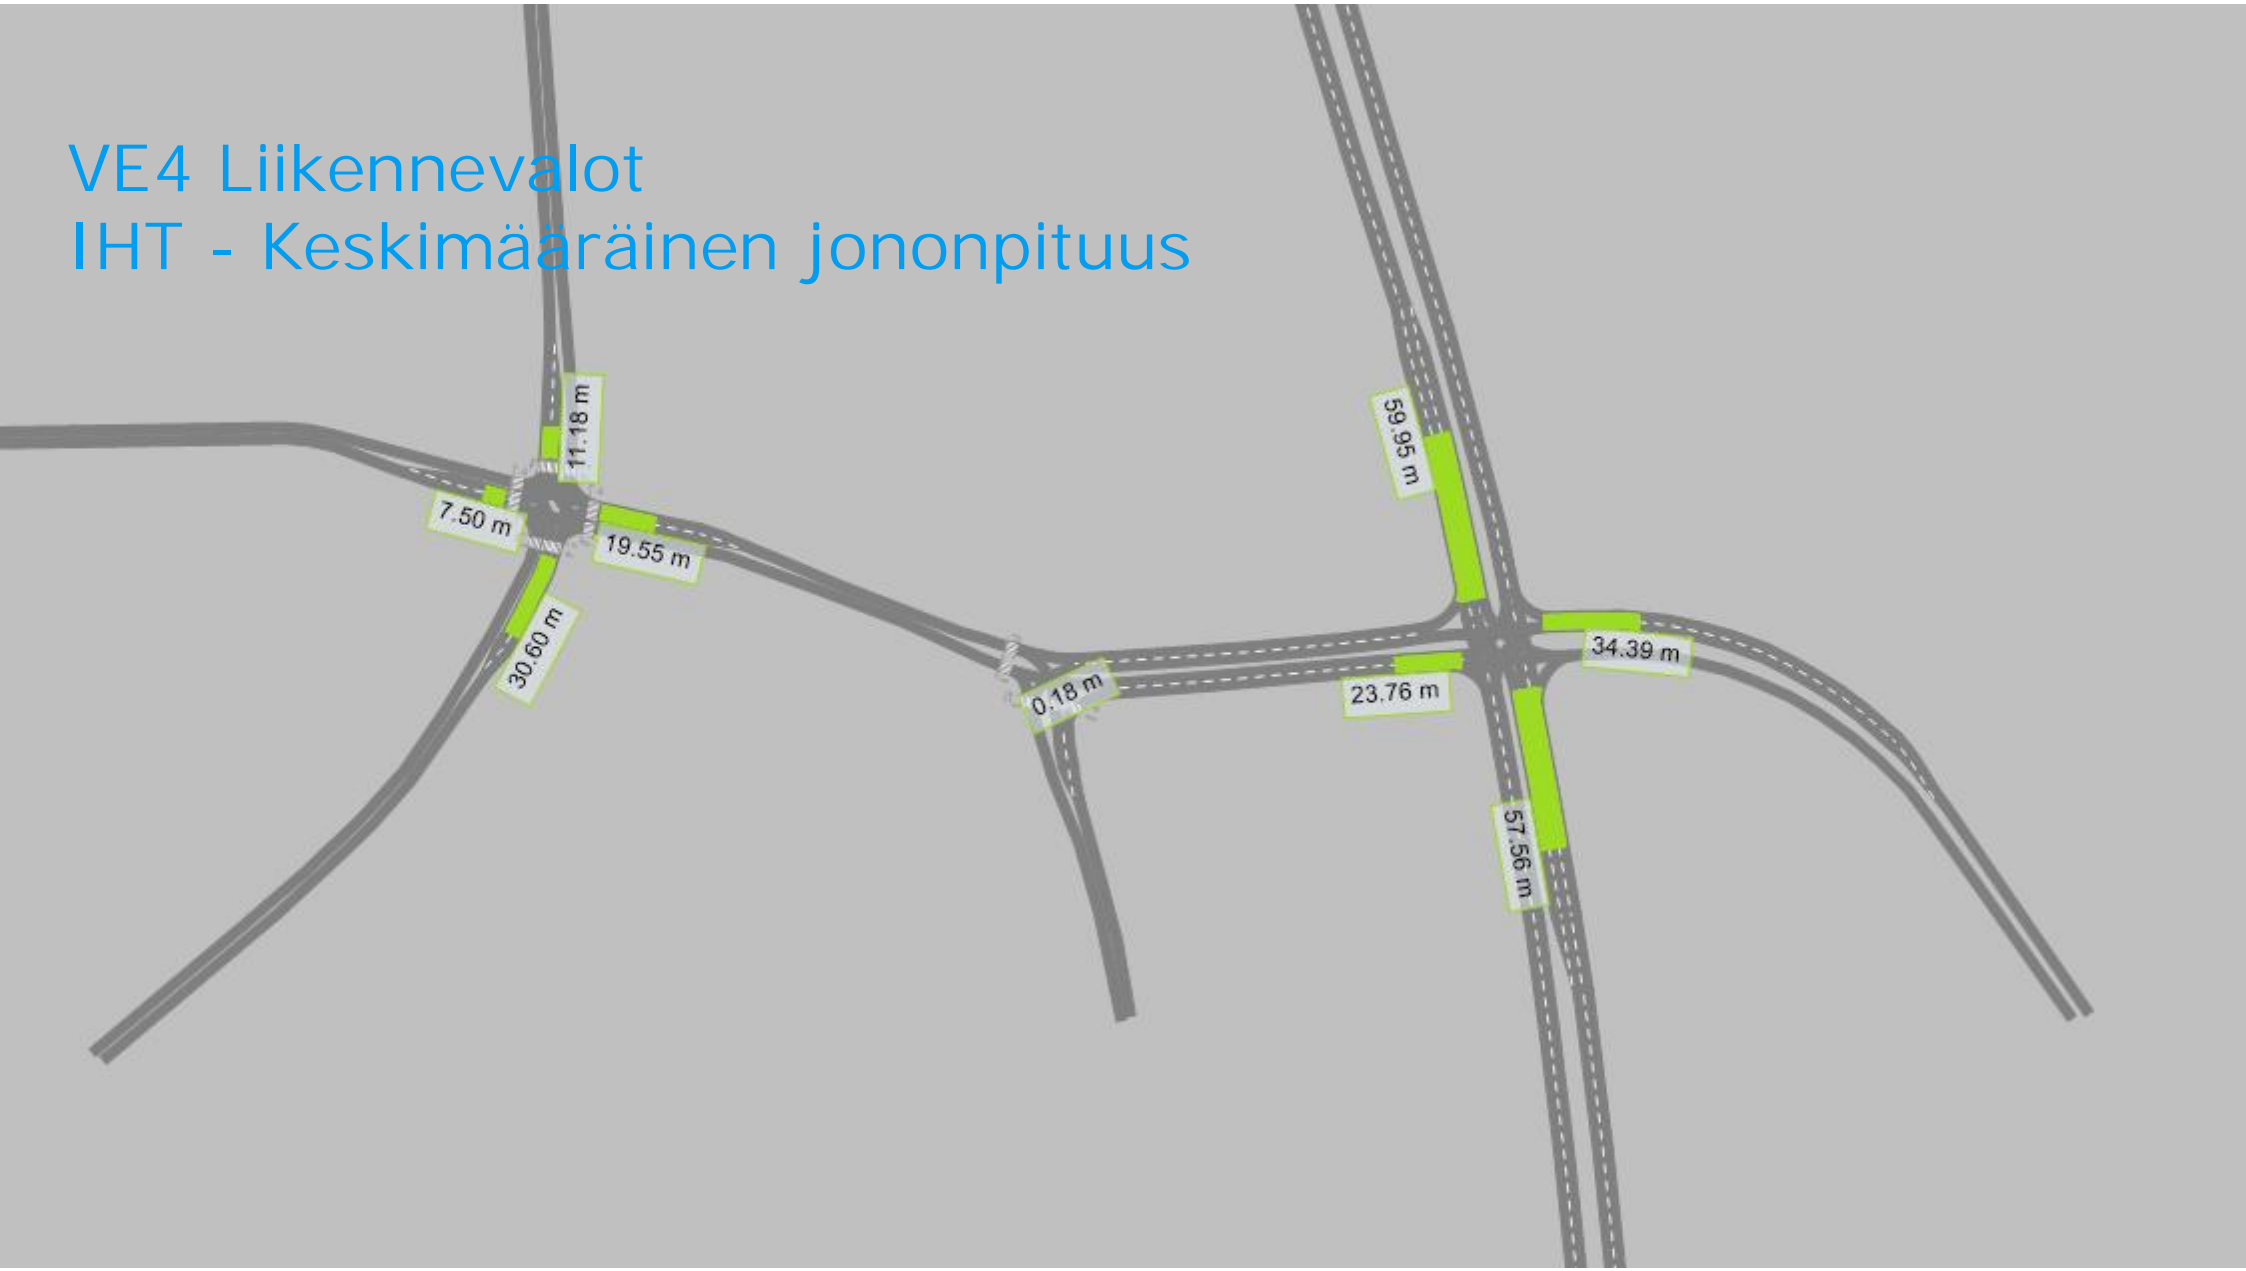 VE4 Liikennevalot
IHT - Keskimääräinen jononpituus
11.18 m
59.95 m
7.50 m
19.55 m
30.60 m
34.39 m
0.18 m
23.76 m
57.56 m